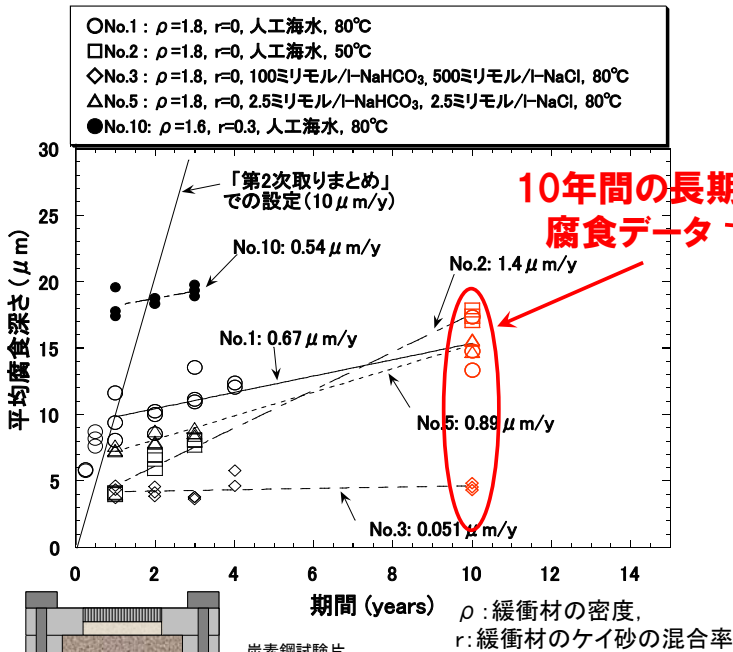 ○No.1 : ρ=1.8, r=0, 人工海水, 80℃
□No.2 : ρ=1.8, r=0, 人工海水, 50℃
◇No.3 : ρ=1.8, r=0, 100ミリモル/l-NaHCO₃, 500ミリモル/l-NaCl, 80℃
△No.5 : ρ=1.8, r=0, 2.5ミリモル/l-NaHCO₃, 2.5ミリモル/l-NaCl, 80℃
●No.10: ρ=1.6, r=0.3, 人工海水, 80℃
平均腐食深さ(μm)
30
25
20
15
10
5
0
「第2次取りまとめ」
での設定(10μm/y)
10年間の長期
腐食データ
No.10: 0.54μm/y
No.2: 1.4μm/y
No.1: 0.67μm/y
No.5: 0.89μm/y
No.3: 0.051μm/y
0 2 4 6 8 10 12 14
期間(years)
ρ:緩衝材の密度,
r:緩衝材のケイ砂の混合率
炭素鋼試験片